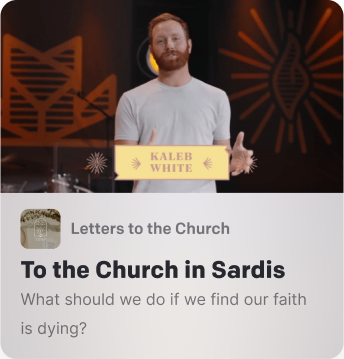 KALEB
WHITE
Letters to the Church
To the Church in Sardis
What should we do if we find our faith
is dying?